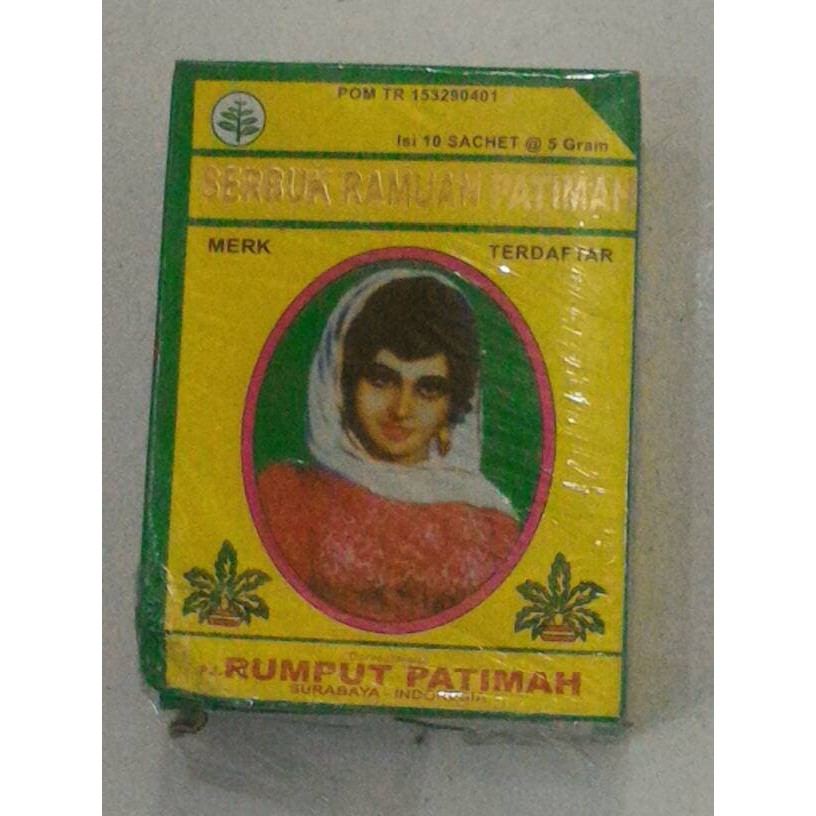 POM TR 153290401
Isi 10 SACHET @ 5 Gram
SERBUK RAMUAN PATIMAH
MERK TERDAFTAR
RUMPUT PATIMAH
SURABAYA - INDONESIA